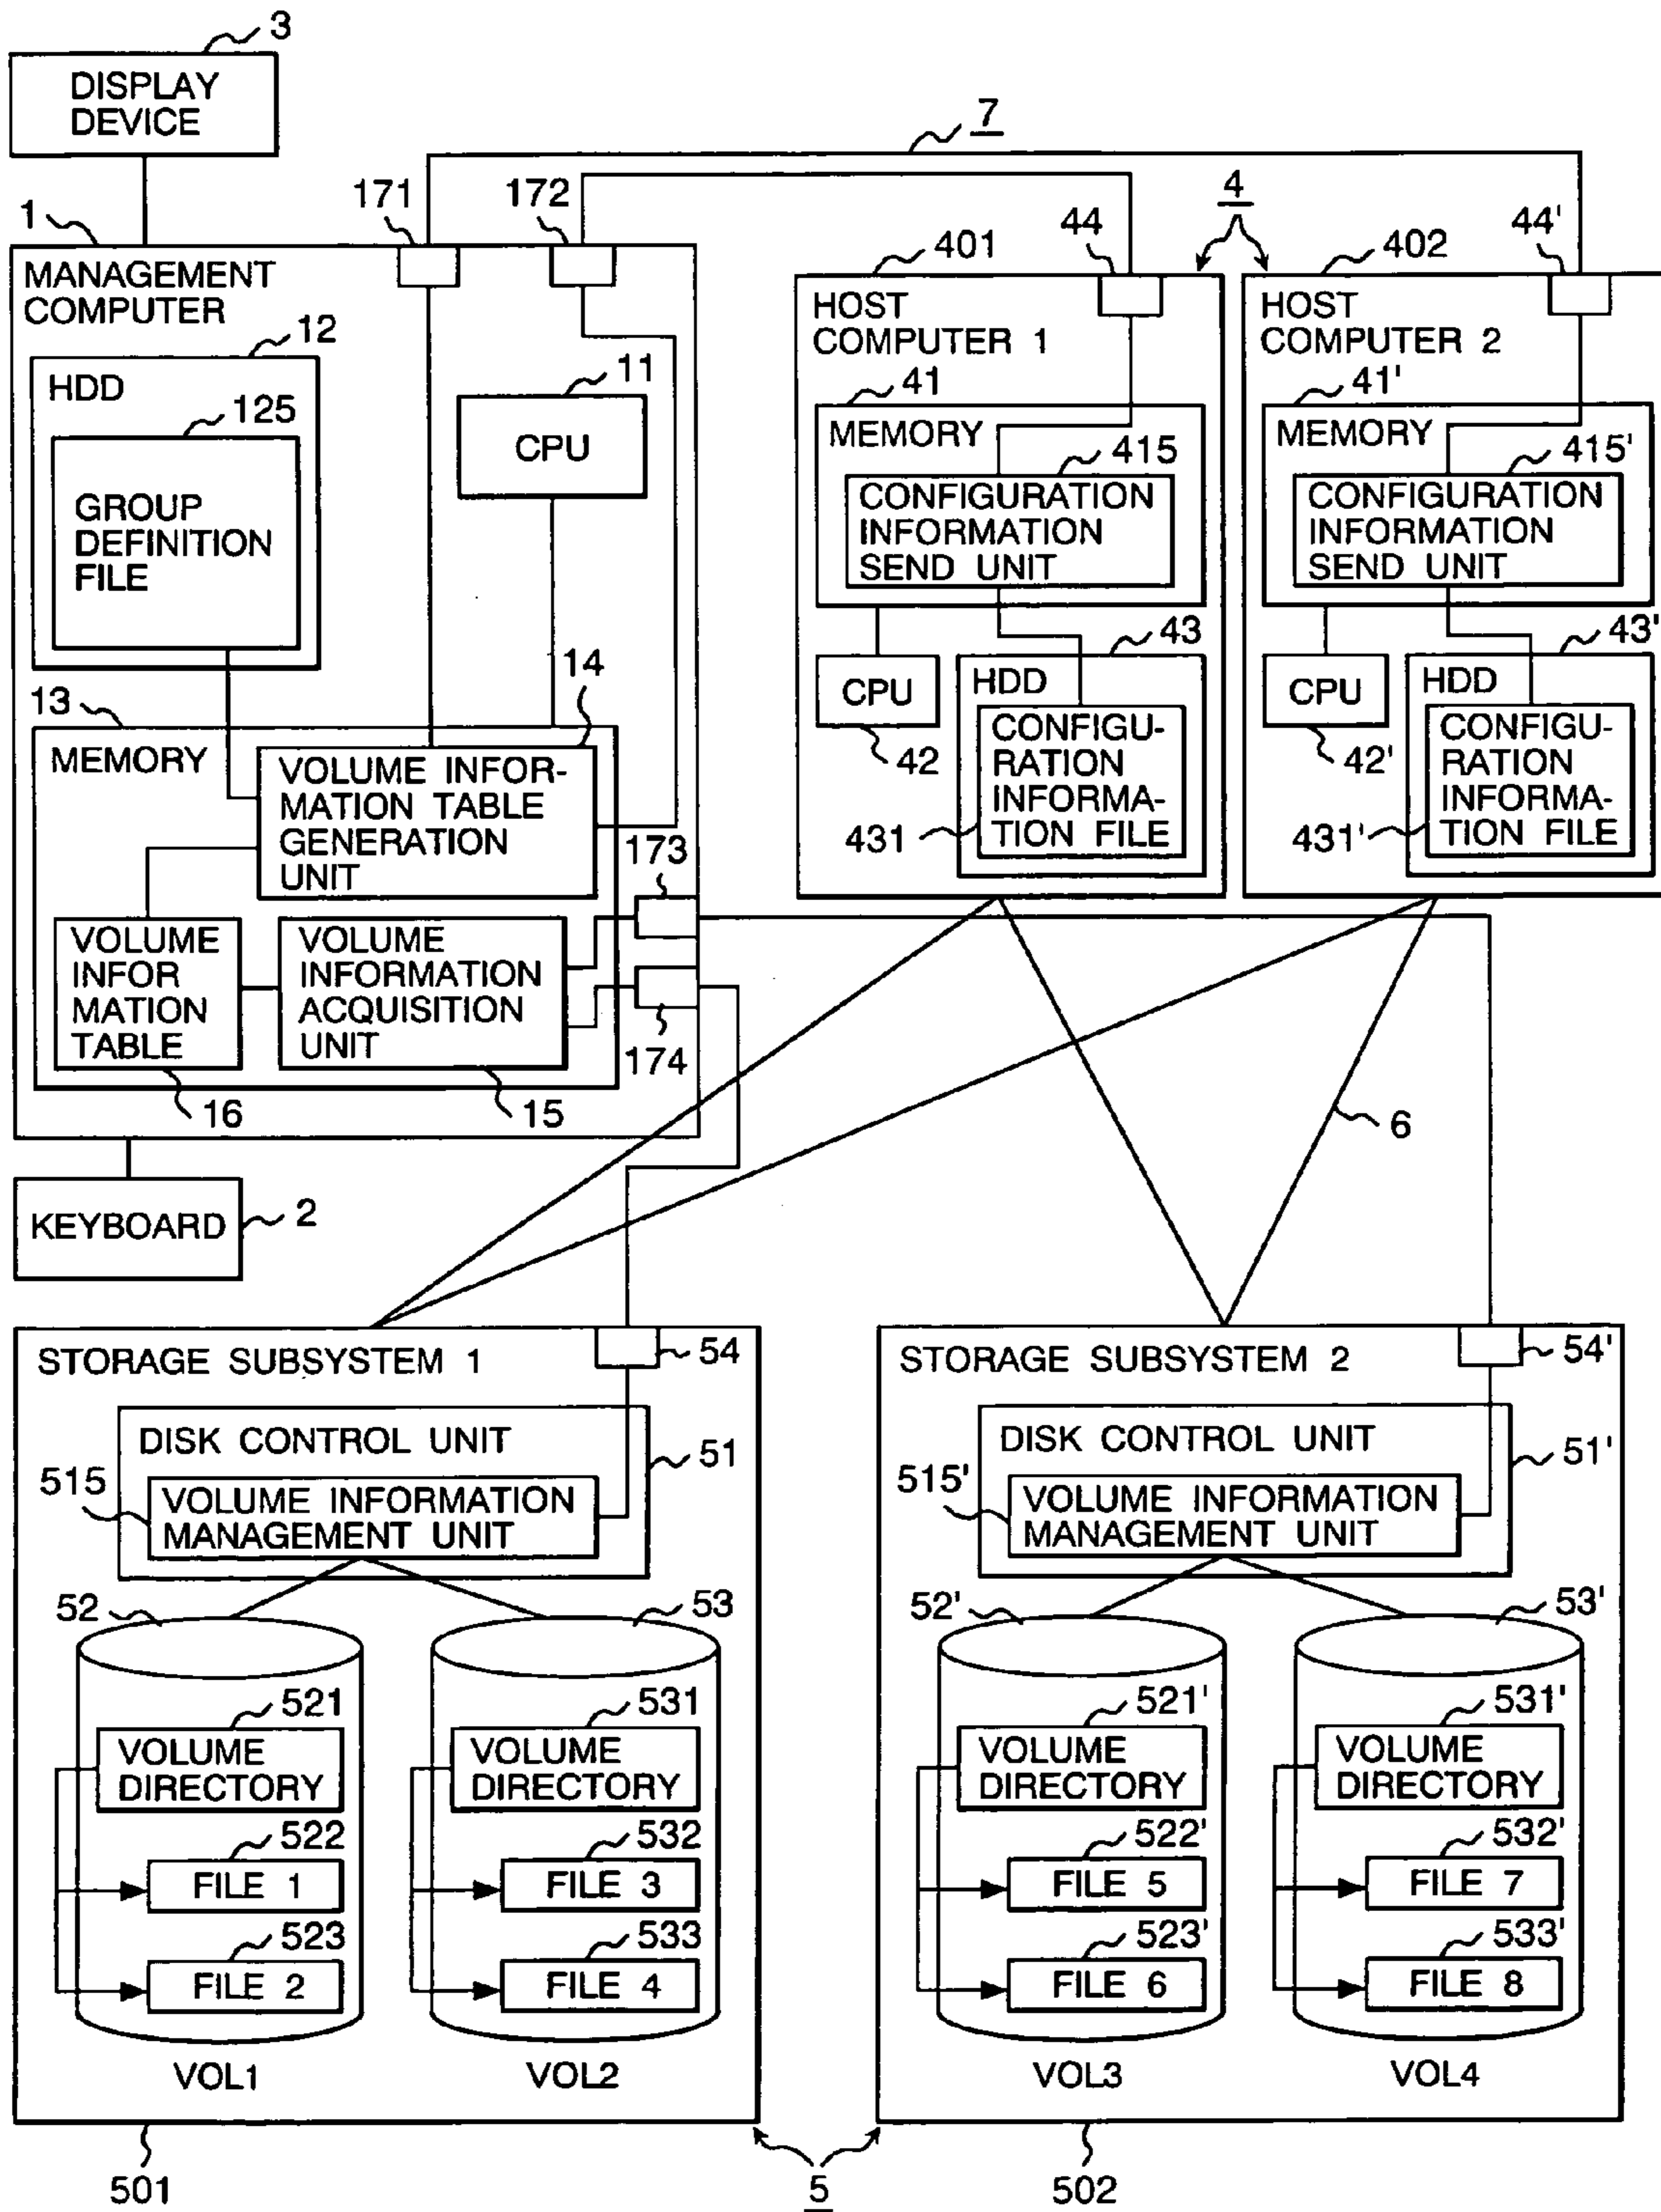 3
DISPLAY
DEVICE
7
171
172
1
4
401
44
402
44'
MANAGEMENT
COMPUTER
HOST
COMPUTER 1
HOST
COMPUTER 2
12
HDD
11
41
41'
125
CPU
MEMORY
415
MEMORY
415'
GROUP
DEFINITION
FILE
CONFIGURATION
INFORMATION
SEND UNIT
CONFIGURATION
INFORMATION
SEND UNIT
43
43'
14
CPU
HDD
CPU
HDD
13
MEMORY
VOLUME INFOR-
MATION TABLE
GENERATION
UNIT
42
CONFIGU-
RATION
INFORMA-
TION FILE
42'
CONFIGU-
RATION
INFORMA-
TION FILE
173
431
431'
VOLUME
INFOR
MATION
TABLE
VOLUME
INFORMATION
ACQUISITION
UNIT
174
16
15
6
KEYBOARD
2
STORAGE SUBSYSTEM 1
54
STORAGE SUBSYSTEM 2
54'
DISK CONTROL UNIT
51
DISK CONTROL UNIT
51'
515
VOLUME INFORMATION
MANAGEMENT UNIT
515'
VOLUME INFORMATION
MANAGEMENT UNIT
52
53
52'
53'
521
531
521'
531'
VOLUME
DIRECTORY
VOLUME
DIRECTORY
VOLUME
DIRECTORY
VOLUME
DIRECTORY
522
532
522'
532'
FILE 1
FILE 3
FILE 5
FILE 7
523
533
523'
533'
FILE 2
FILE 4
FILE 6
FILE 8
VOL1
VOL2
VOL3
VOL4
501
5
502